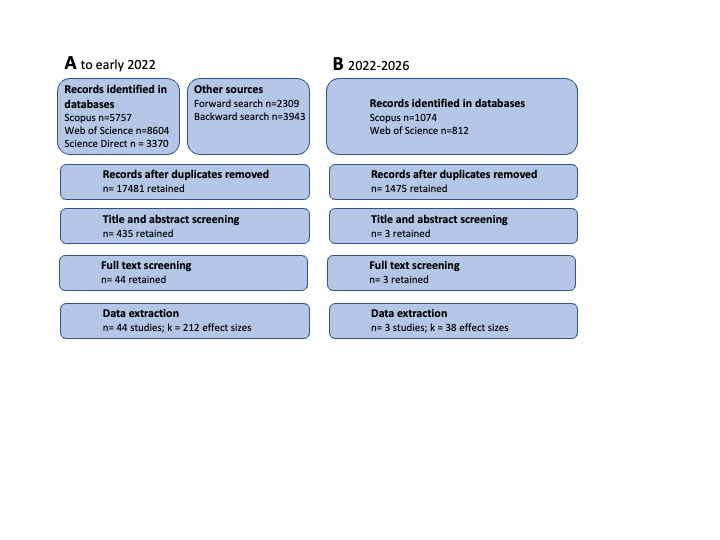 A to early 2022
Records identified in
databases
Scopus n=5757
Web of Science n=8604
Science Direct n = 3370
Other sources
Forward search n=2309
Backward search n=3943
Records after duplicates removed
n= 17481 retained
Title and abstract screening
n= 435 retained
Full text screening
n= 44 retained
Data extraction
n= 44 studies; k = 212 effect sizes
B 2022-2026
Records identified in databases
Scopus n=1074
Web of Science n=812
Records after duplicates removed
n= 1475 retained
Title and abstract screening
n= 3 retained
Full text screening
n= 3 retained
Data extraction
n= 3 studies; k = 38 effect sizes